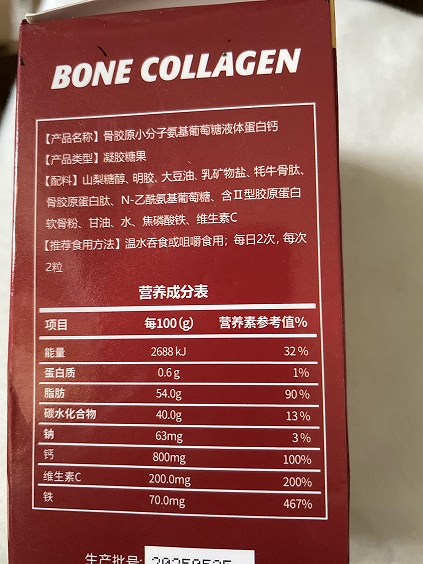 BONE COLLAGEN
【产品名称】骨胶原小分子氨基葡萄糖液体蛋白钙
【产品类型】凝胶糖果
【配料】山梨糖醇、明胶、大豆油、乳矿物盐、牦牛骨肽、
骨胶原蛋白肽、N-乙酰氨基葡萄糖、含Ⅱ型胶原蛋白
软骨粉、甘油、水、焦磷酸铁、维生素C
【推荐食用方法】温水吞食或咀嚼食用；每日2次，每次
2粒
营养成分表
项目 每100(g) 营养素参考值%
能量 2688kJ 32%
蛋白质 0.6g 1%
脂肪 54.0g 90%
碳水化合物 40.0g 13%
钠 63mg 3%
钙 800mg 100%
维生素C 200.0mg 200%
铁 70.0mg 467%
生产批号: